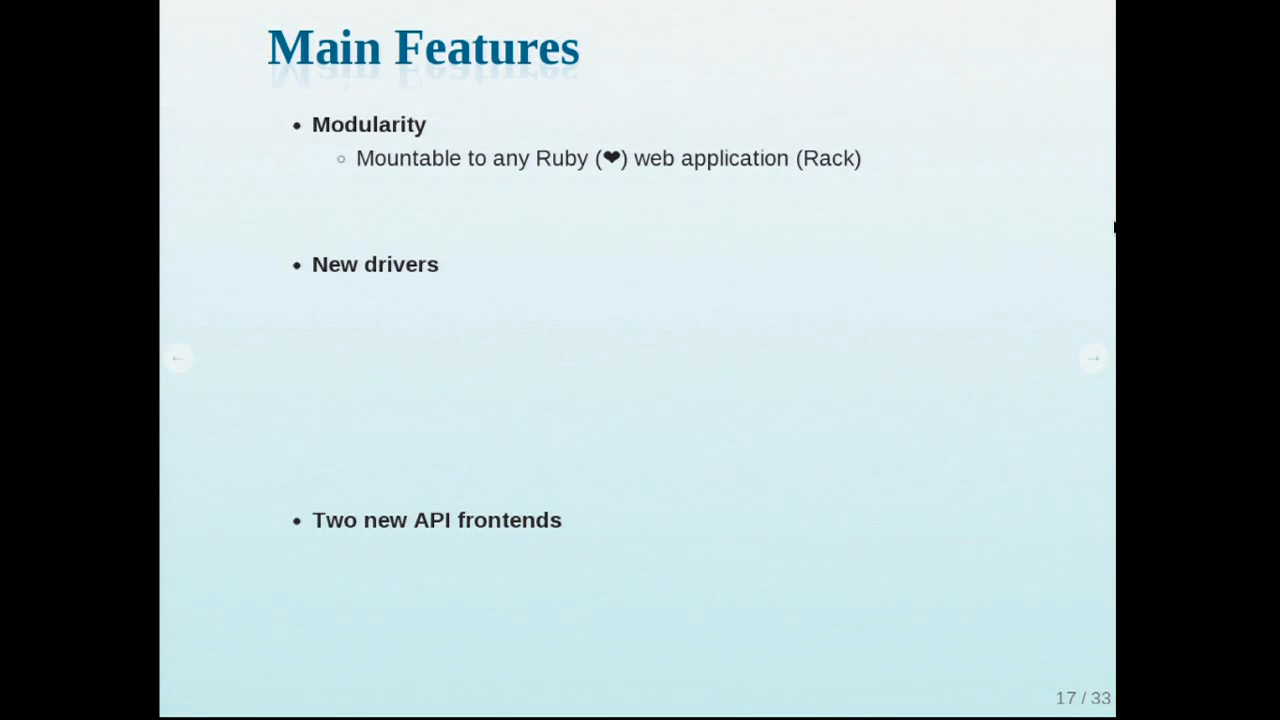 Main Features
• Modularity
○ Mountable to any Ruby (❤) web application (Rack)
• New drivers
← →
• Two new API frontends
17 / 33